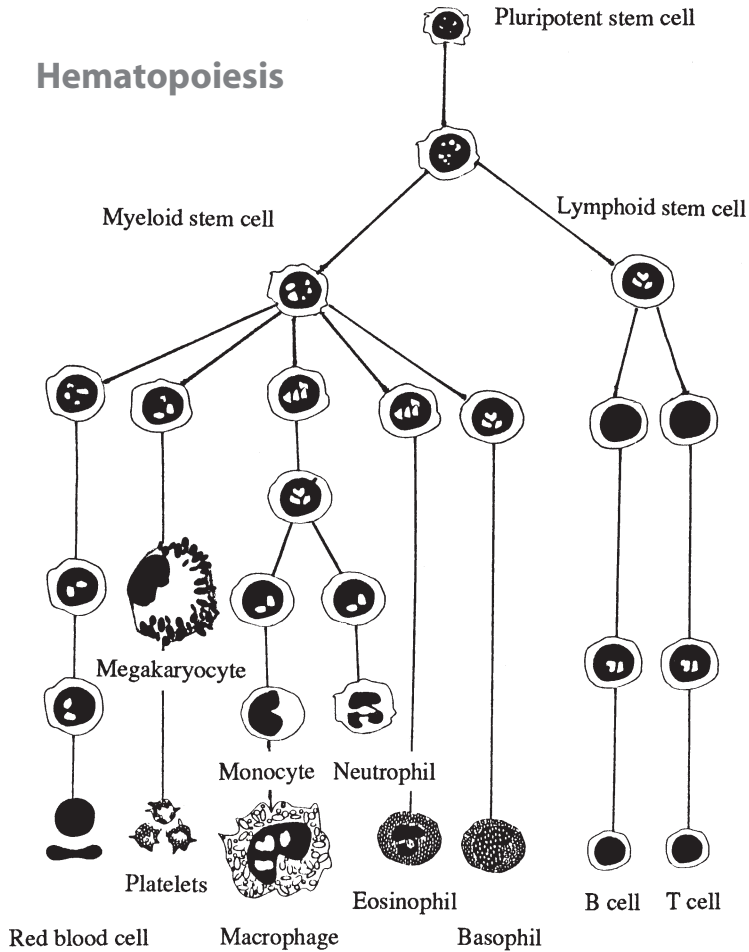 Pluripotent stem cell
Hematopoiesis
Lymphoid stem cell
Myeloid stem cell
Megakaryocyte
Monocyte
Neutrophil
Platelets
Eosinophil
B cell
T cell
Red blood cell
Macrophage
Basophil